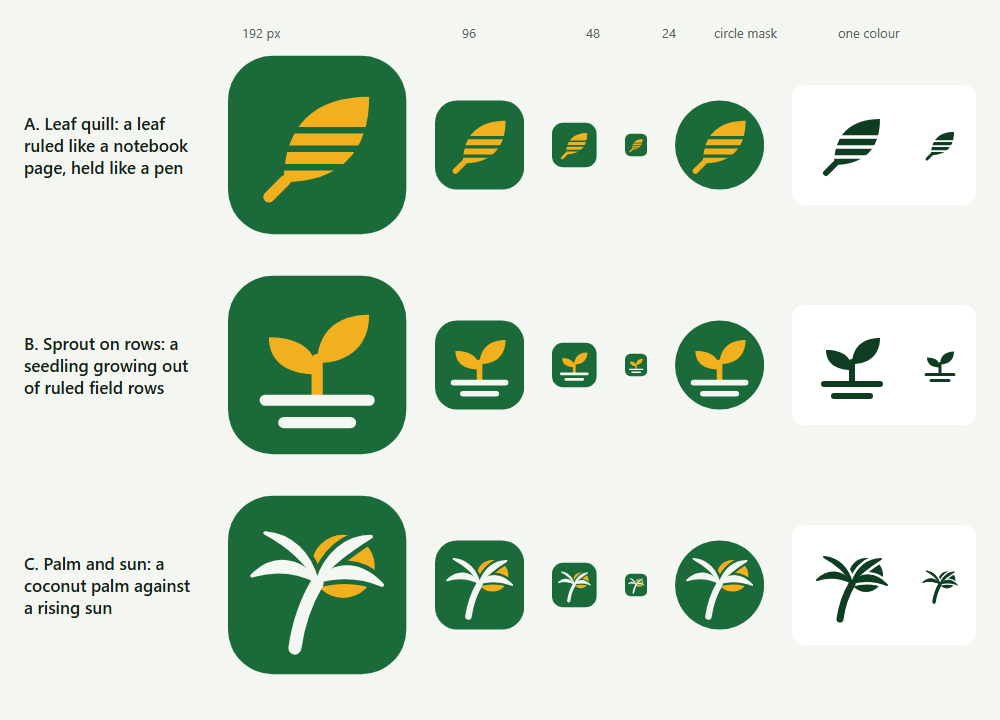 192 px 96 48 24 circle mask one colour
A. Leaf quill: a leaf
ruled like a notebook
page, held like a pen
B. Sprout on rows: a
seedling growing out
of ruled field rows
C. Palm and sun: a
coconut palm against
a rising sun